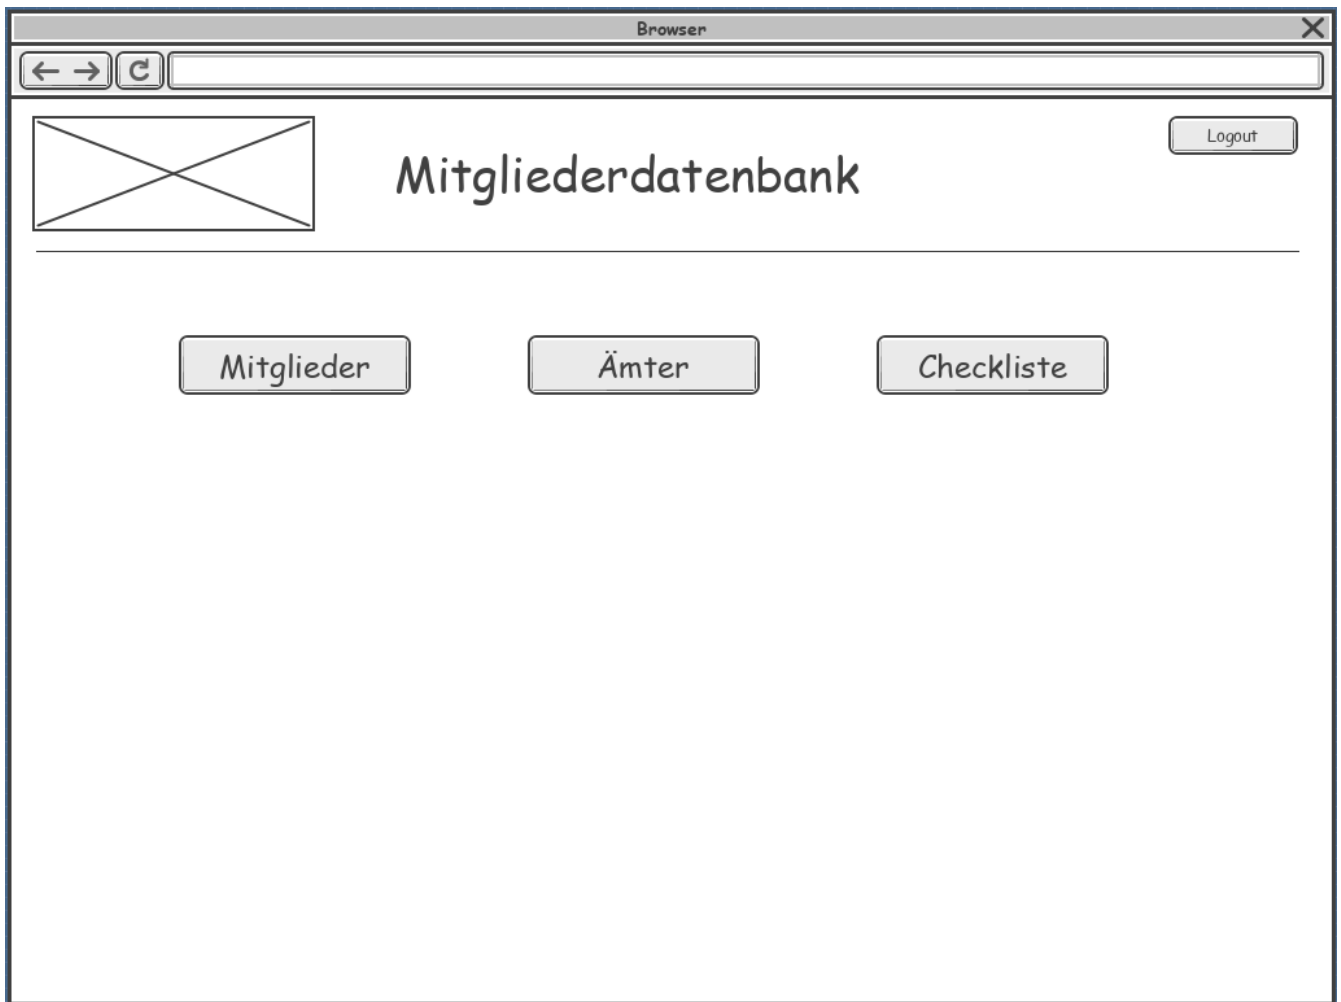 Browser
Logout
Mitgliederdatenbank
Mitglieder
Ämter
Checkliste